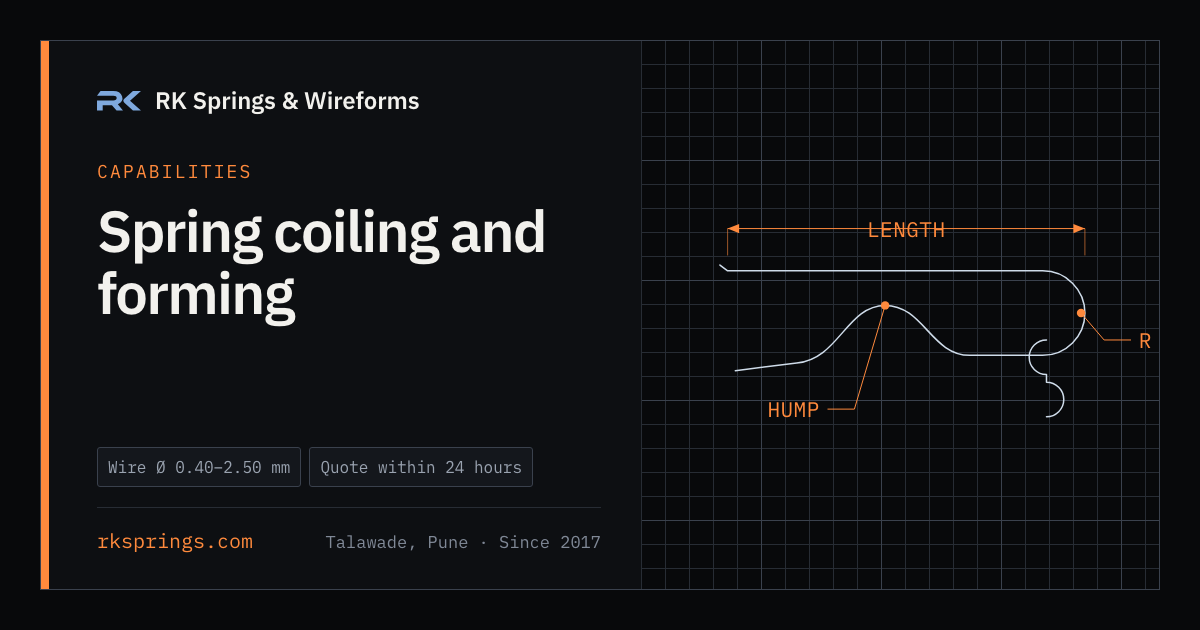 RK RK Springs & Wireforms
CAPABILITIES
Spring coiling and
forming
Wire Ø 0.40–2.50 mm
Quote within 24 hours
rksprings.com
Talawade, Pune · Since 2017
LENGTH
R
HUMP